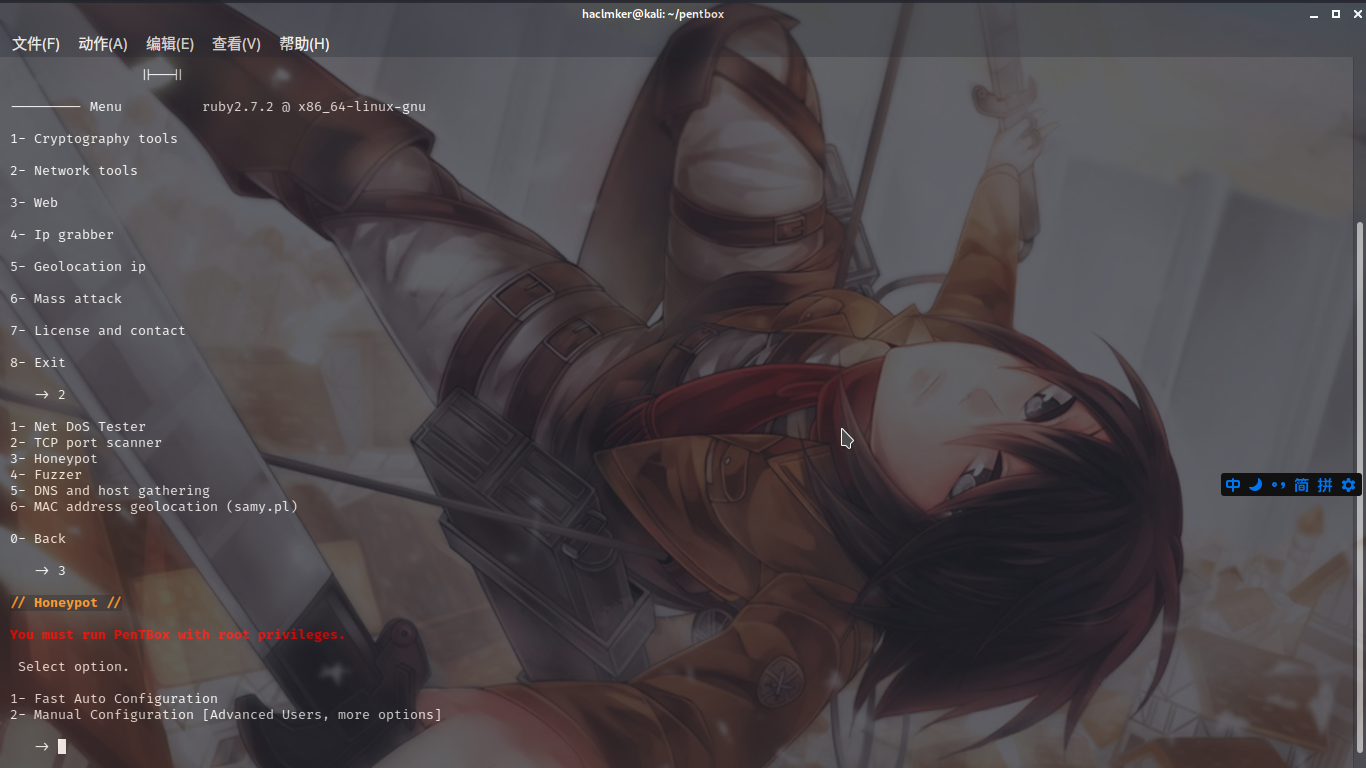 haclmker@kali: ~/pentbox
文件(F) 动作(A) 编辑(E) 查看(V) 帮助(H)
||----||
--------- Menu ruby2.7.2 @ x86_64-linux-gnu
1- Cryptography tools
2- Network tools
3- Web
4- Ip grabber
5- Geolocation ip
6- Mass attack
7- License and contact
8- Exit
-> 2
1- Net DoS Tester
2- TCP port scanner
3- Honeypot
4- Fuzzer
5- DNS and host gathering
6- MAC address geolocation (samy.pl)
0- Back
-> 3
// Honeypot //
You must run PenTBox with root privileges.
Select option.
1- Fast Auto Configuration
2- Manual Configuration [Advanced Users, more options]
->
中 简 拼